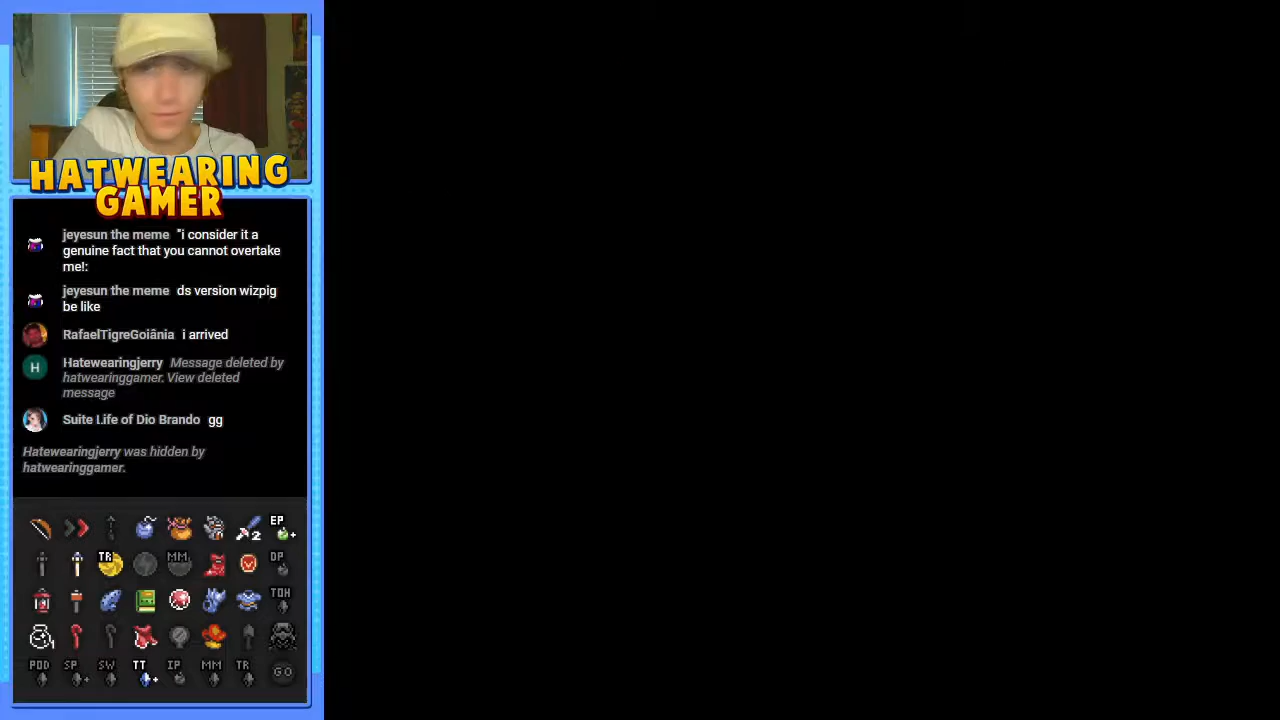 HATWEARING
GAMER
jeyesun the meme "i consider it a
genuine fact that you cannot overtake
me!:
jeyesun the meme ds version wizpig
be like
RafaelTigreGoiânia i arrived
H Hatewearingjerry Message deleted by
hatwearinggamer. View deleted
message
Suite Life of Dio Brando gg
Hatewearingjerry was hidden by
hatwearinggamer.
2 EP +
TR MM DP
TOH
1
POD SP + SW TT + IP MM TR GO